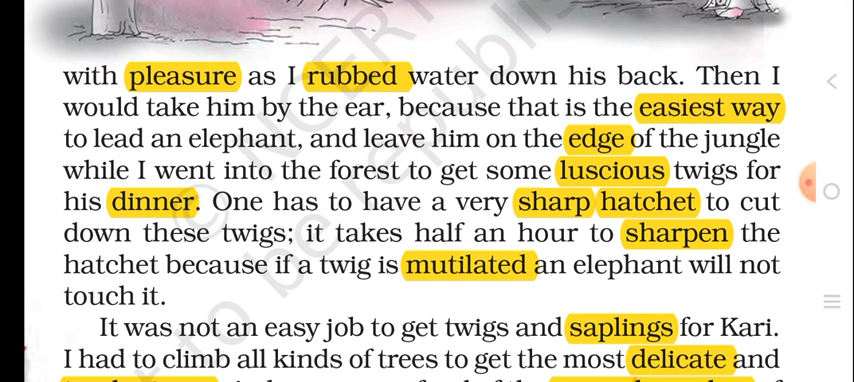 with pleasure as I rubbed water down his back. Then I
would take him by the ear, because that is the easiest way
to lead an elephant, and leave him on the edge of the jungle
while I went into the forest to get some luscious twigs for
his dinner. One has to have a very sharp hatchet to cut
down these twigs; it takes half an hour to sharpen the
hatchet because if a twig is mutilated an elephant will not
touch it.
It was not an easy job to get twigs and saplings for Kari.
I had to climb all kinds of trees to get the most delicate and